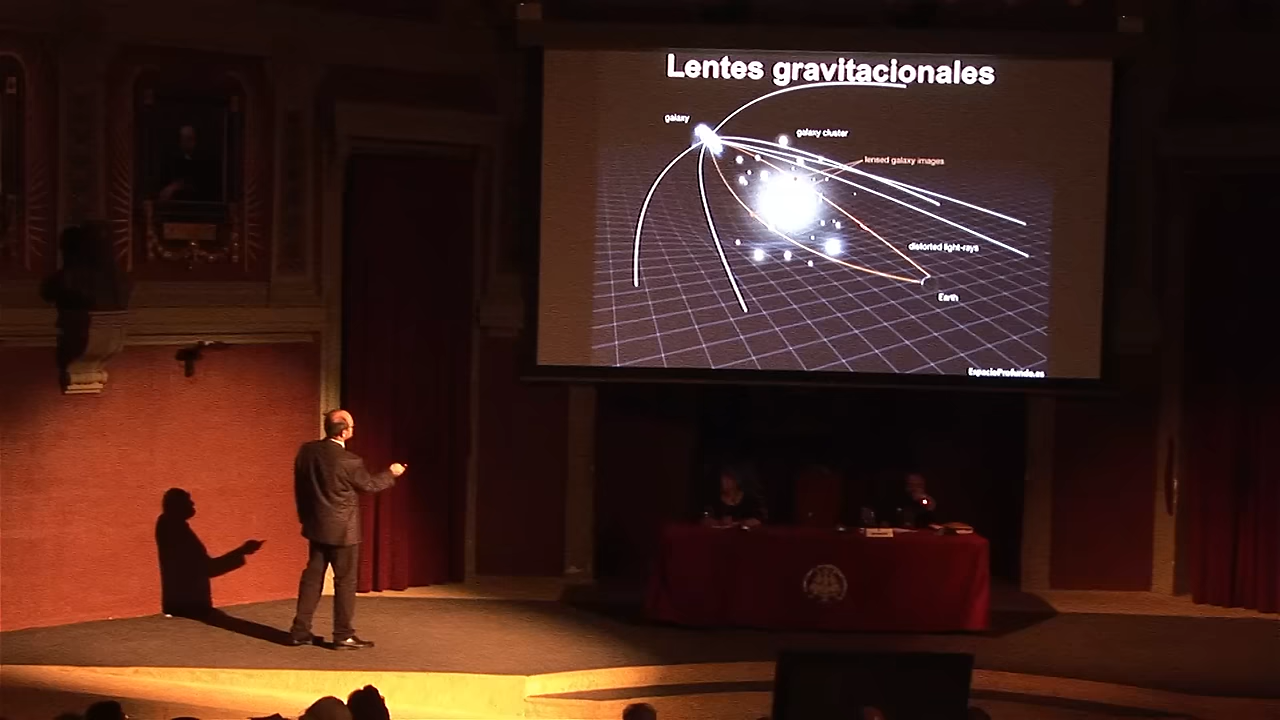 Lentes gravitacionales
galaxy
galaxy cluster
lensed galaxy images
distorted light-rays
Earth
EspacioProfundo.es